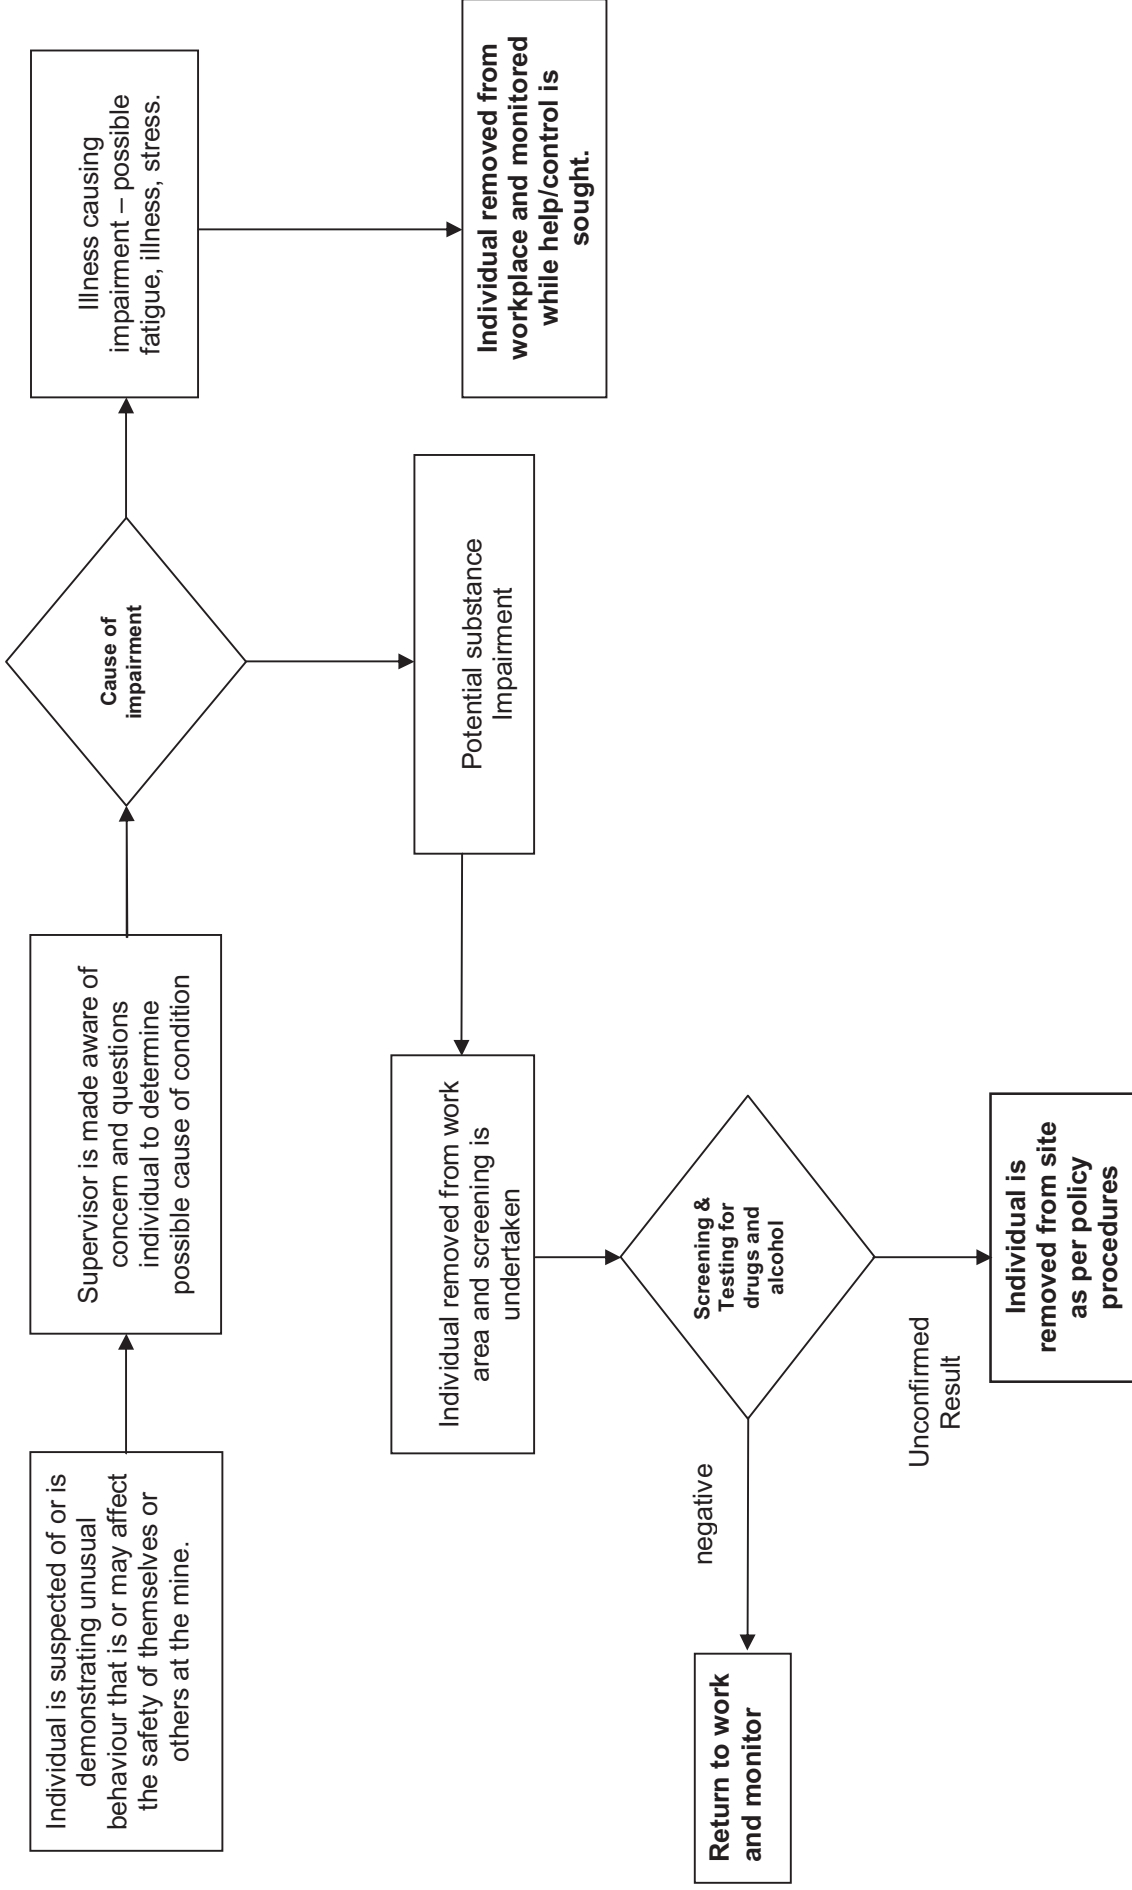 Individual is suspected of or is
demonstrating unusual
behaviour that is or may affect
the safety of themselves or
others at the mine.
Supervisor is made aware of
concern and questions
individual to determine
possible cause of condition
Cause of
impairment
Illness causing
impairment – possible
fatigue, illness, stress.
Individual removed from
workplace and monitored
while help/control is
sought.
Potential substance
Impairment
Individual removed from work
area and screening is
undertaken
Screening &
Testing for
drugs and
alcohol
negative
Return to work
and monitor
Unconfirmed
Result
Individual is
removed from site
as per policy
procedures